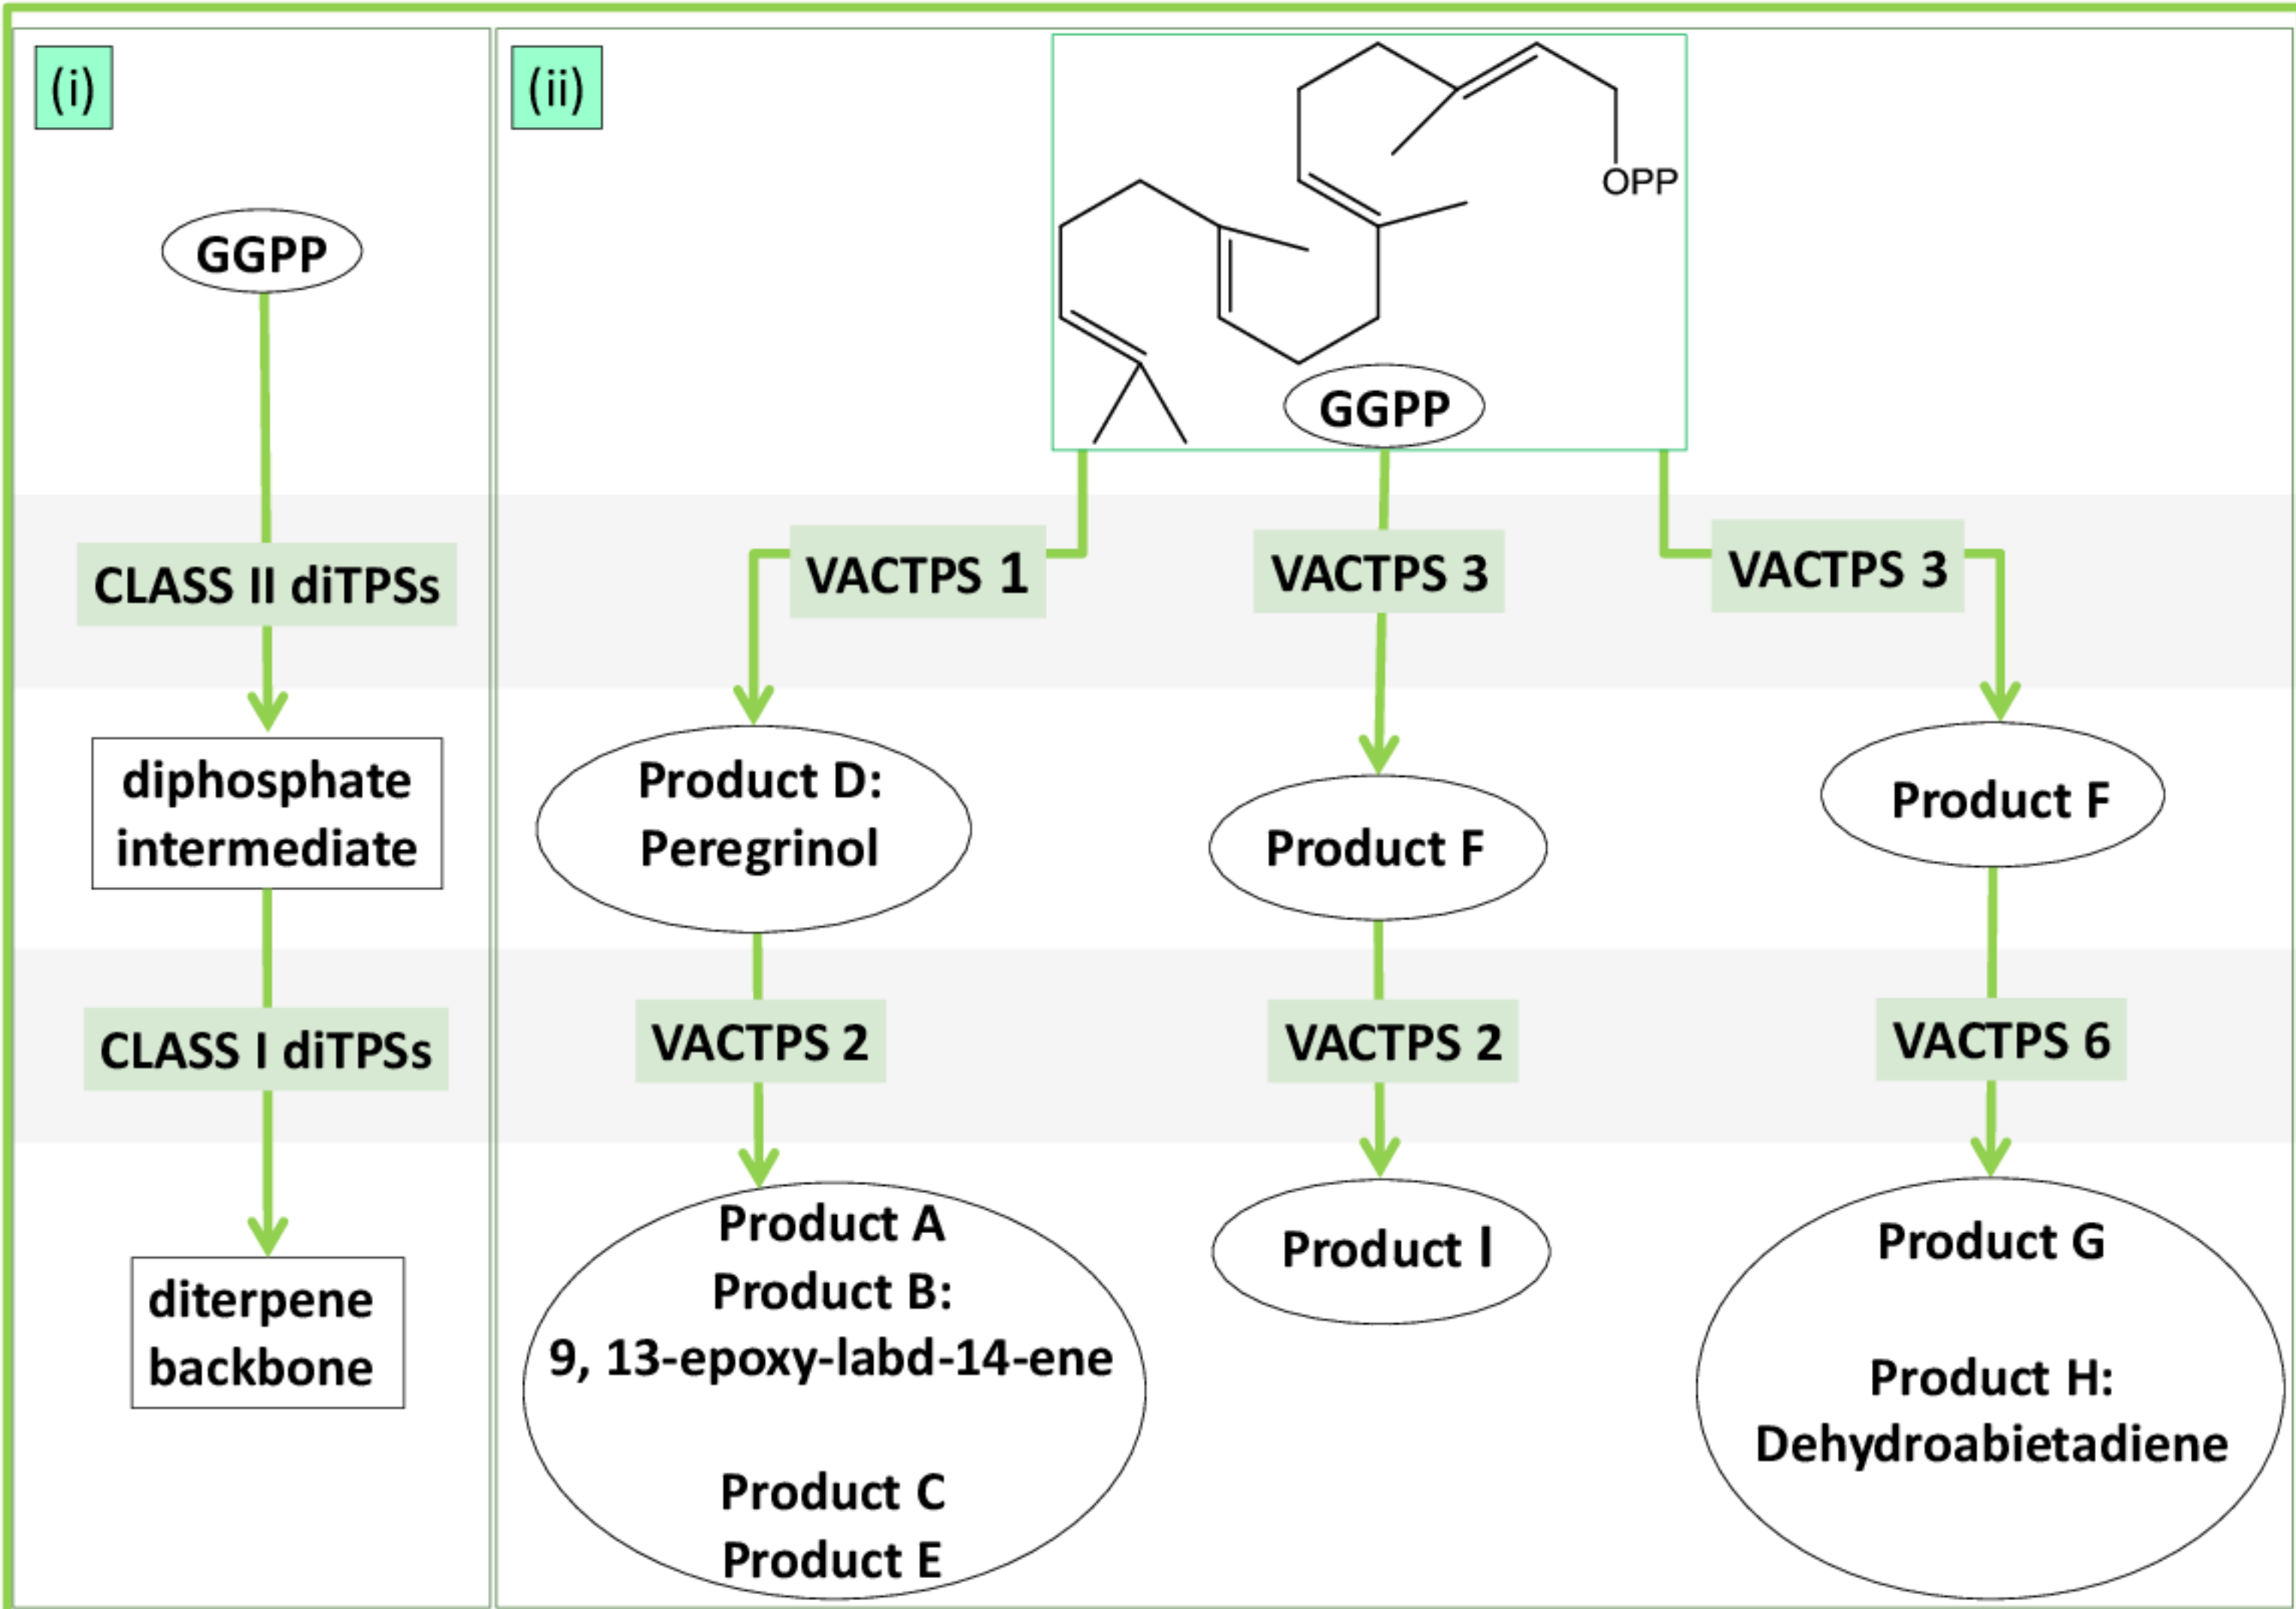 (i)
GGPP
CLASS II diTPSs
diphosphate
intermediate
CLASS I diTPSs
diterpene
backbone
(ii)
OPP
GGPP
VACTPS 1
VACTPS 3
VACTPS 3
Product D:
Peregrinol
Product F
Product F
VACTPS 2
VACTPS 2
VACTPS 6
Product A
Product B:
9, 13-epoxy-labd-14-ene
Product C
Product E
Product I
Product G
Product H:
Dehydroabietadiene